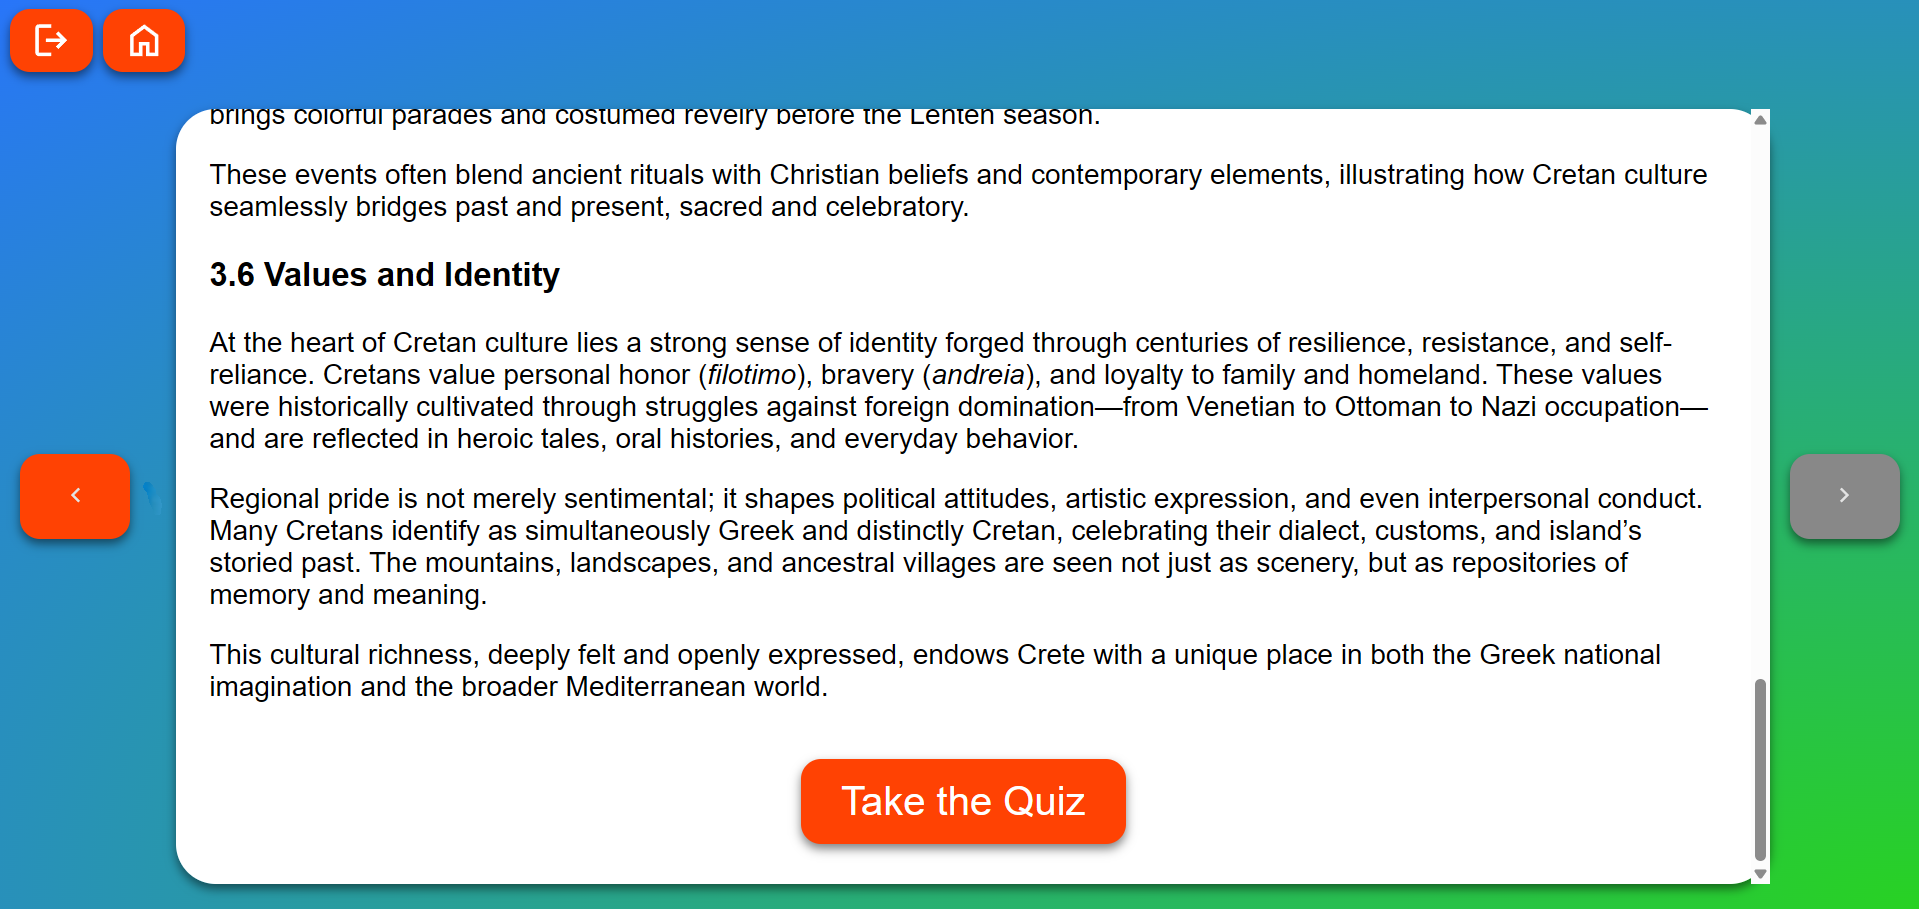 brings colorful parades and costumed revelry before the Lenten season.
These events often blend ancient rituals with Christian beliefs and contemporary elements, illustrating how Cretan culture
seamlessly bridges past and present, sacred and celebratory.
3.6 Values and Identity
At the heart of Cretan culture lies a strong sense of identity forged through centuries of resilience, resistance, and self-
reliance. Cretans value personal honor (filotimo), bravery (andreia), and loyalty to family and homeland. These values
were historically cultivated through struggles against foreign domination—from Venetian to Ottoman to Nazi occupation—
and are reflected in heroic tales, oral histories, and everyday behavior.
Regional pride is not merely sentimental; it shapes political attitudes, artistic expression, and even interpersonal conduct.
Many Cretans identify as simultaneously Greek and distinctly Cretan, celebrating their dialect, customs, and island’s
storied past. The mountains, landscapes, and ancestral villages are seen not just as scenery, but as repositories of
memory and meaning.
This cultural richness, deeply felt and openly expressed, endows Crete with a unique place in both the Greek national
imagination and the broader Mediterranean world.
Take the Quiz